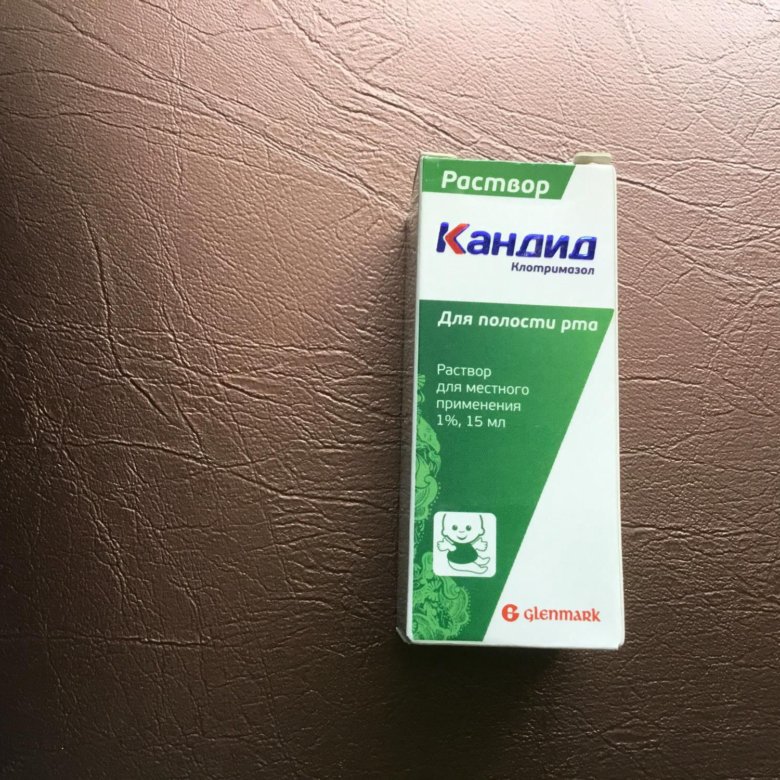 Раствор
Кандид
Клотримазол
Для полости рта
Раствор
для местного
применения
1%, 15 мл
Glenmark